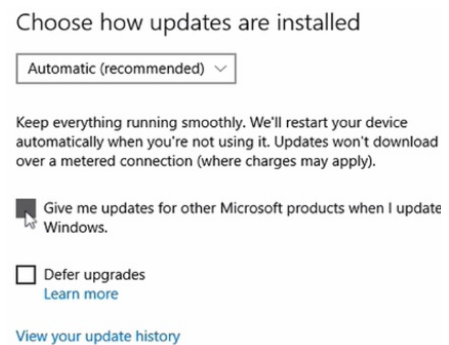 Choose how updates are installed
Automatic (recommended)
Keep everything running smoothly. We'll restart your device
automatically when you're not using it. Updates won't download
over a metered connection (where charges may apply).
Give me updates for other Microsoft products when I update
Windows.
Defer upgrades
Learn more
View your update history